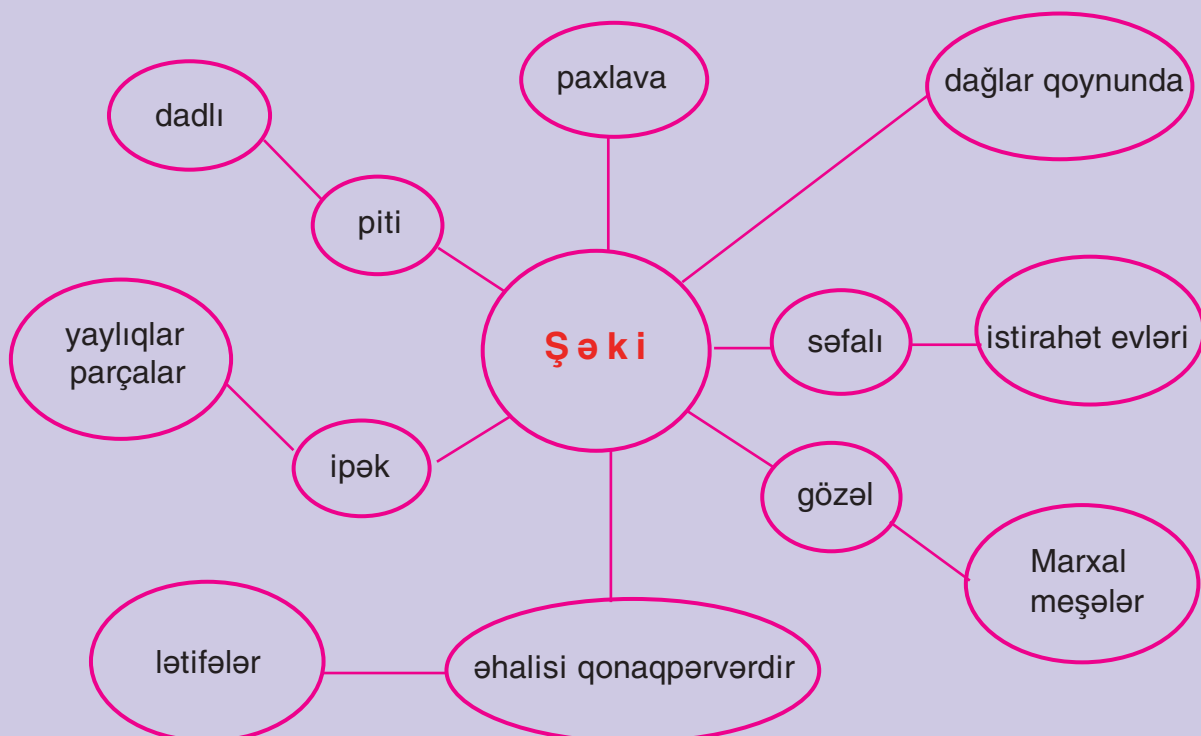 paxlava
dağlar qoynunda
dadlı
piti
yaylıqlar
parçalar
Şəki
səfalı
istirahət evləri
ipək
gözəl
Marxal
meşələr
lətifələr
əhalisi qonaqpərvərdir